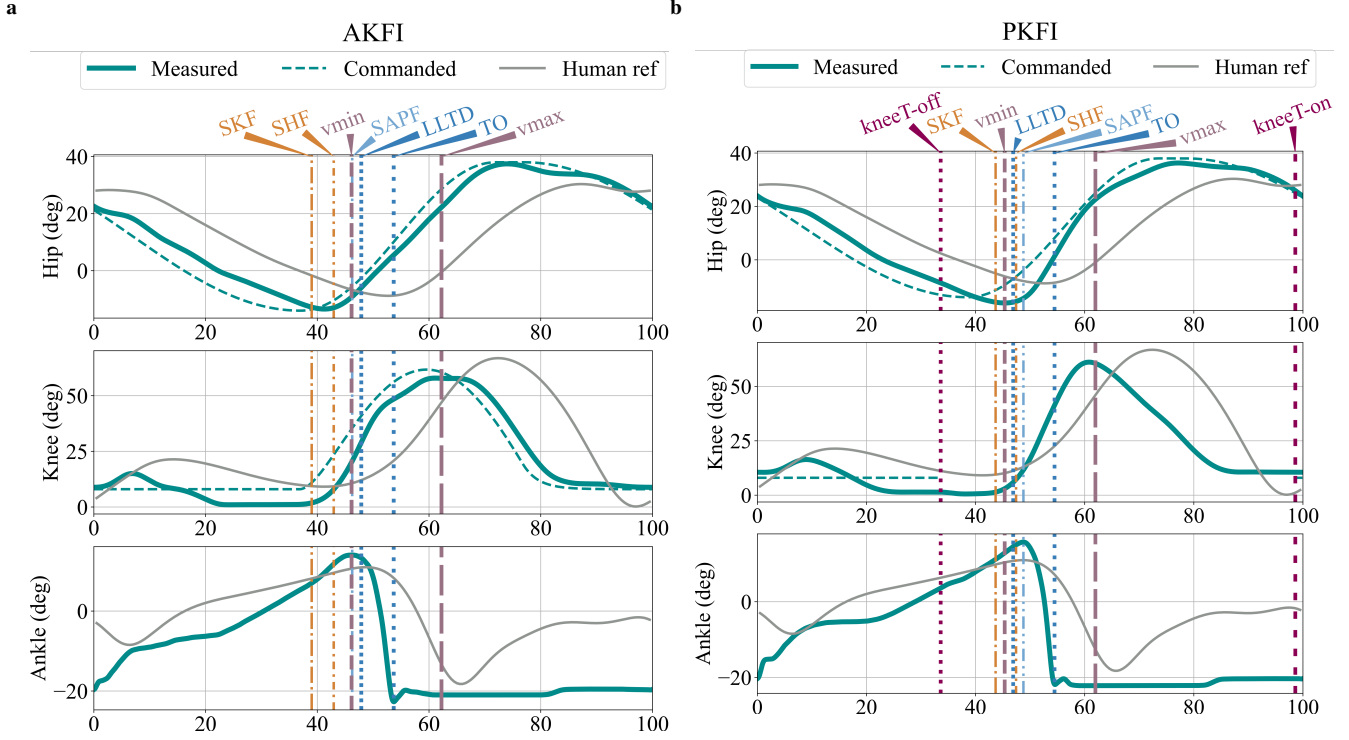 a
AKFI
Measured Commanded Human ref
SKF SHF vmin SAPF LLTD TO vmax
Hip (deg)
40
20
0
0 20 40 60 80 100
Knee (deg)
50
25
0
0 20 40 60 80 100
Ankle (deg)
0
−20
0 20 40 60 80 100
b
PKFI
Measured Commanded Human ref
kneeT-off SKF vmin LLTD SHF SAPF TO vmax kneeT-on
Hip (deg)
40
20
0
0 20 40 60 80 100
Knee (deg)
50
25
0
0 20 40 60 80 100
Ankle (deg)
0
−20
0 20 40 60 80 100